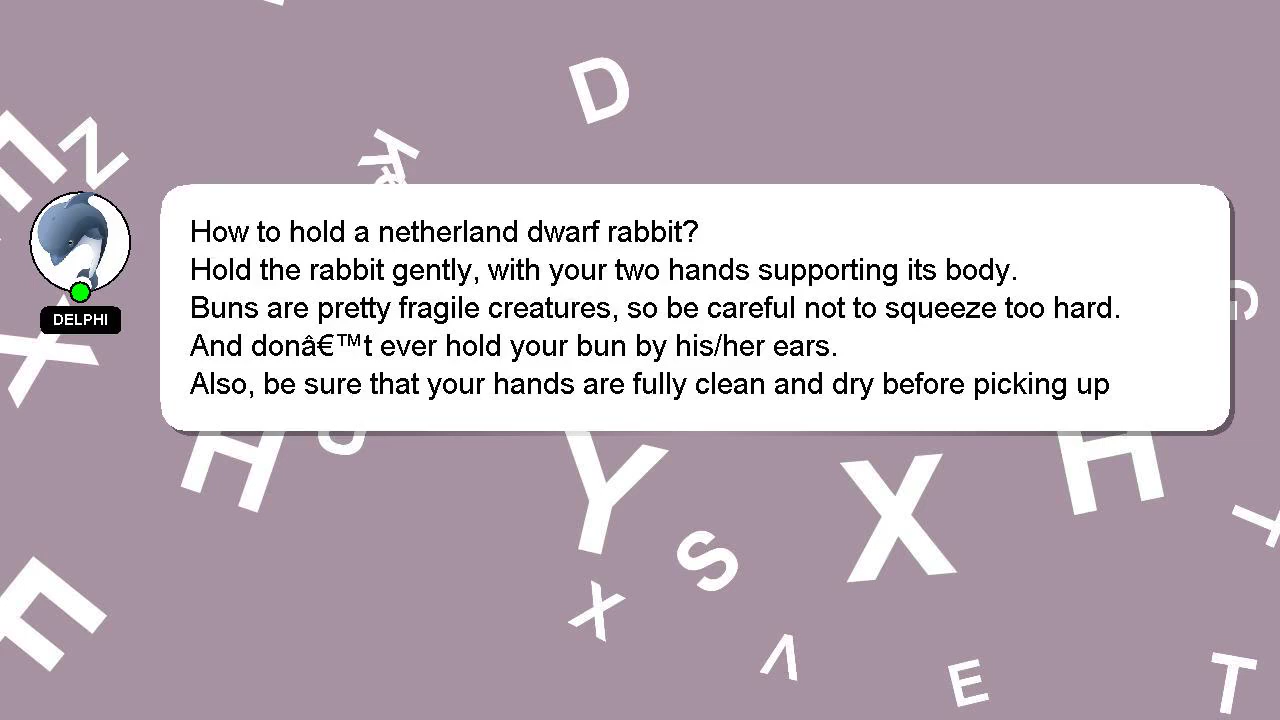 D
Z
K
DELPHI
How to hold a netherland dwarf rabbit?
Hold the rabbit gently, with your two hands supporting its body.
Buns are pretty fragile creatures, so be careful not to squeeze too hard.
And donâ€™t ever hold your bun by his/her ears.
Also, be sure that your hands are fully clean and dry before picking up
G
X
H
Y
X
H
T
S
X
V
E
T